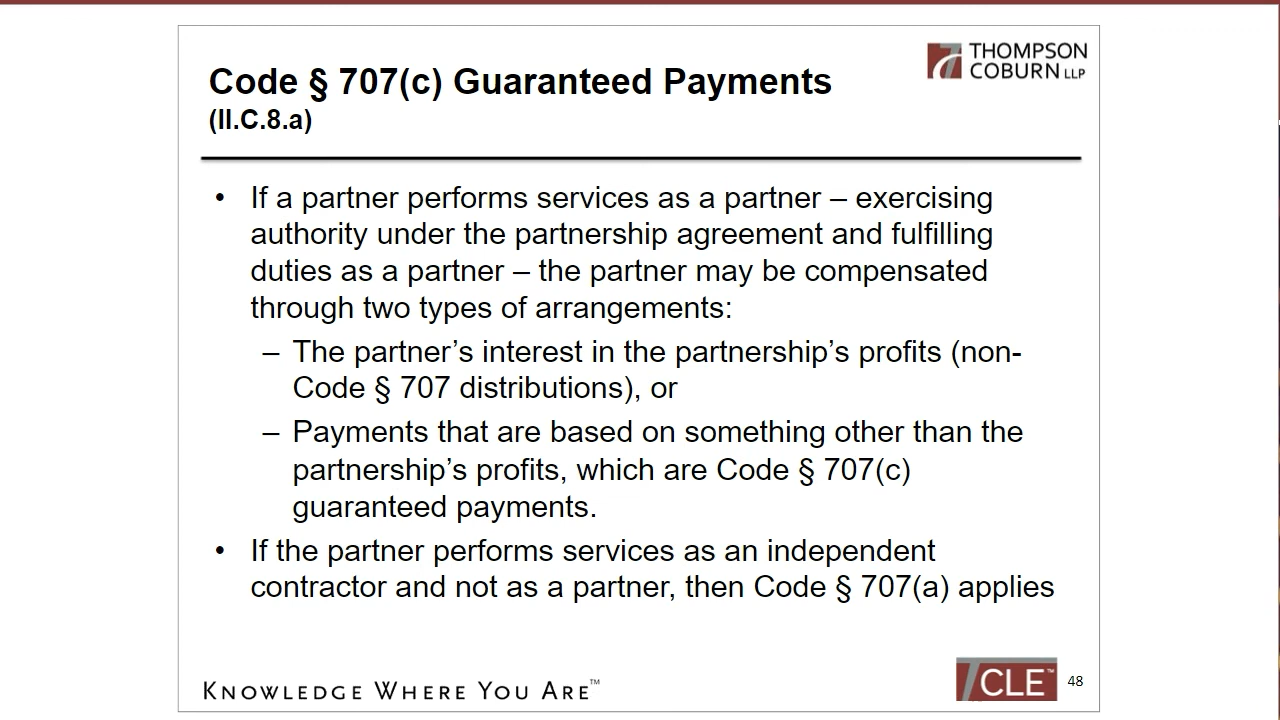 THOMPSON
COBURN LLP
Code § 707(c) Guaranteed Payments
(II.C.8.a)
• If a partner performs services as a partner – exercising
authority under the partnership agreement and fulfilling
duties as a partner – the partner may be compensated
through two types of arrangements:
– The partner’s interest in the partnership’s profits (non-
Code § 707 distributions), or
– Payments that are based on something other than the
partnership’s profits, which are Code § 707(c)
guaranteed payments.
• If the partner performs services as an independent
contractor and not as a partner, then Code § 707(a) applies
KNOWLEDGE WHERE YOU ARE™
CLE™
48